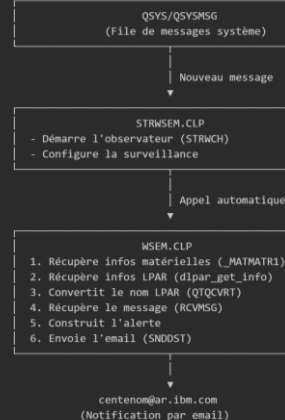 QSYS/QSYSMSG
(File de messages système)
Nouveau message
STRWSEM.CLP
- Démarre l'observateur (STRWCH)
- Configure la surveillance
Appel automatique
WSEM.CLP
1. Récupère infos matérielles (_MATMATR1)
2. Récupère infos LPAR (dlpar_get_info)
3. Convertit le nom LPAR (QTQCVRT)
4. Récupère le message (RCVMSG)
5. Construit l'alerte
6. Envoie l'email (SNDDST)
centenom@ar.ibm.com
(Notification par email)